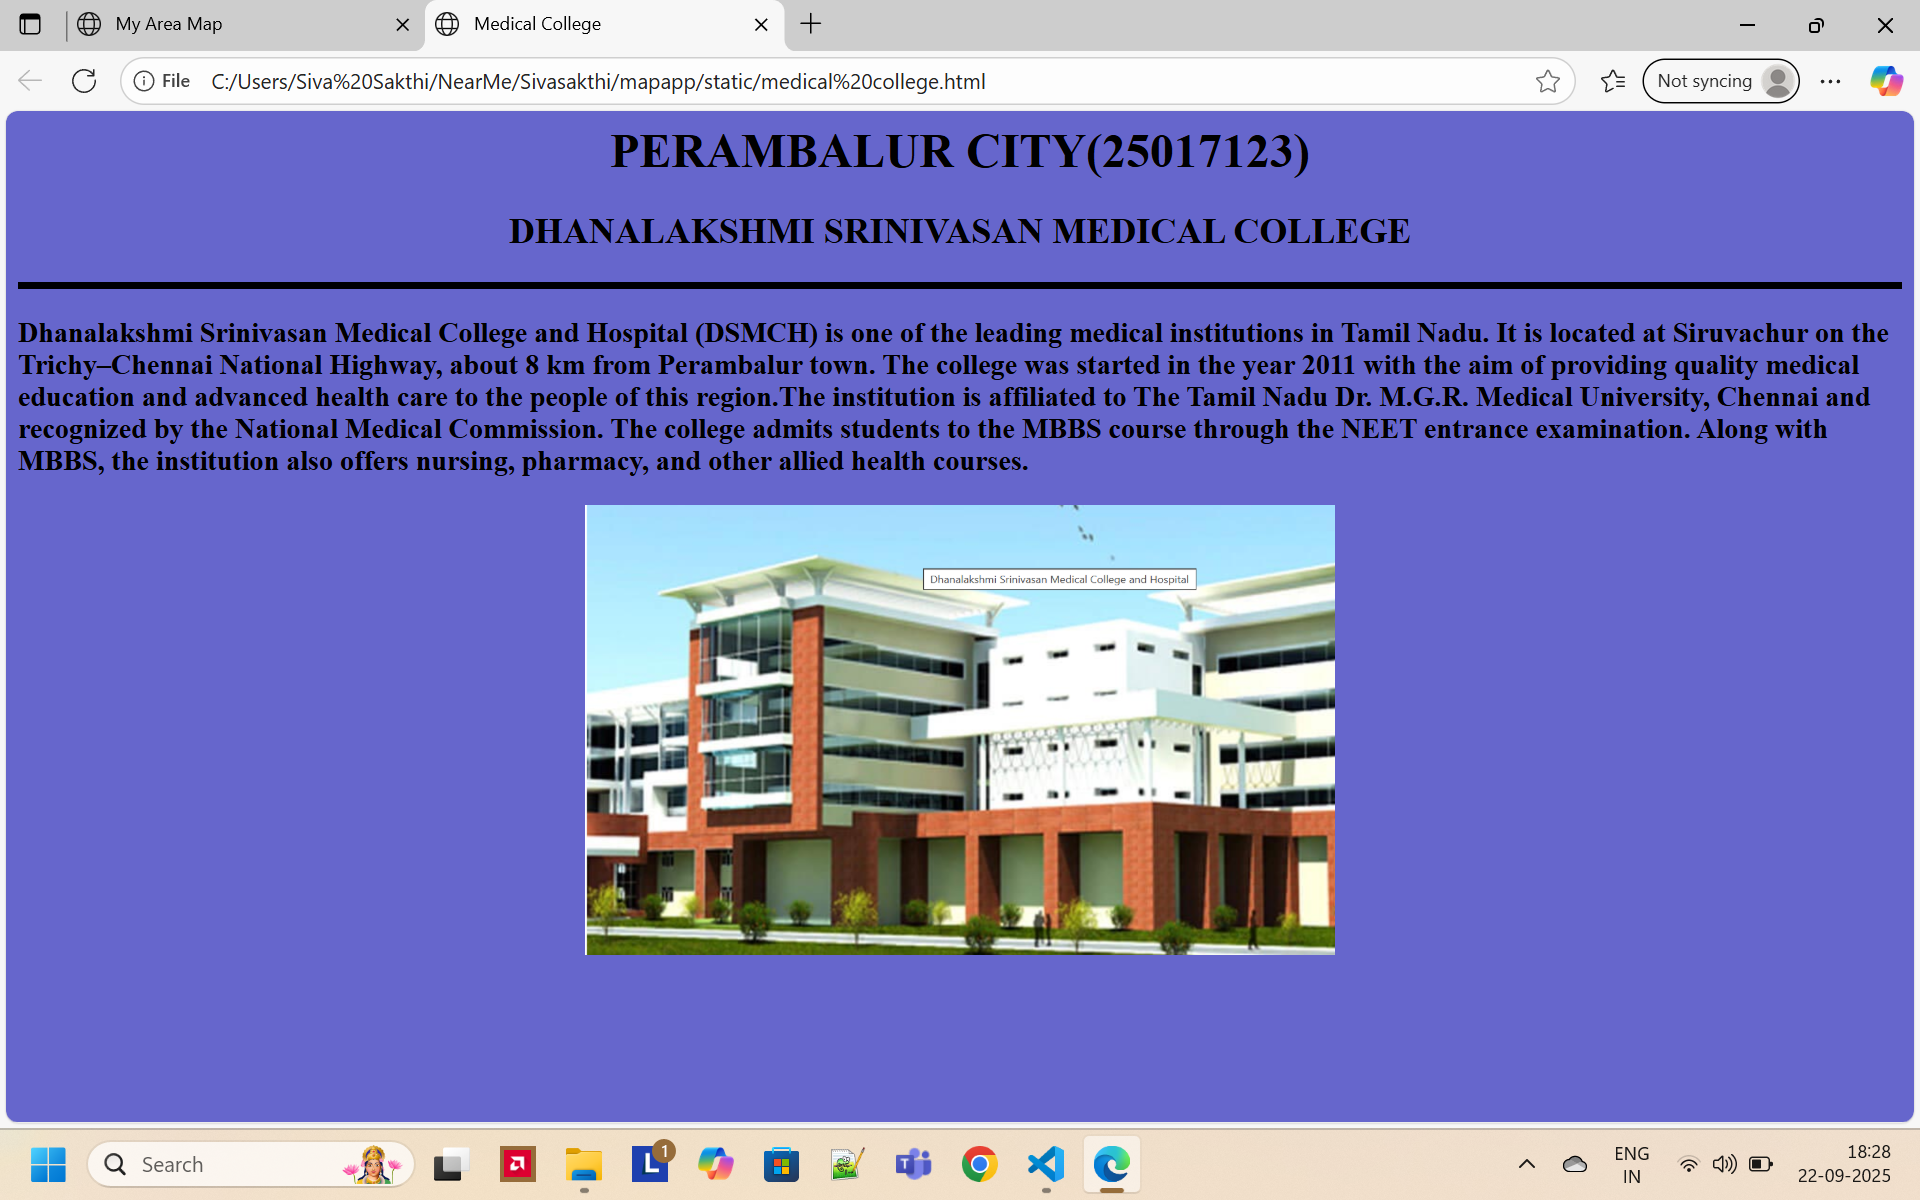 My Area Map
Medical College
File
C:/Users/Siva%20Sakthi/NearMe/Sivasakthi/mapapp/static/medical%20college.html
Not syncing
PERAMBALUR CITY(25017123)
DHANALAKSHMI SRINIVASAN MEDICAL COLLEGE
Dhanalakshmi Srinivasan Medical College and Hospital (DSMCH) is one of the leading medical institutions in Tamil Nadu. It is located at Siruvachur on the
Trichy–Chennai National Highway, about 8 km from Perambalur town. The college was started in the year 2011 with the aim of providing quality medical
education and advanced health care to the people of this region.The institution is affiliated to The Tamil Nadu Dr. M.G.R. Medical University, Chennai and
recognized by the National Medical Commission. The college admits students to the MBBS course through the NEET entrance examination. Along with
MBBS, the institution also offers nursing, pharmacy, and other allied health courses.
Dhanalakshmi Srinivasan Medical College and Hospital
Search
L
1
ENG
IN
18:28
22-09-2025